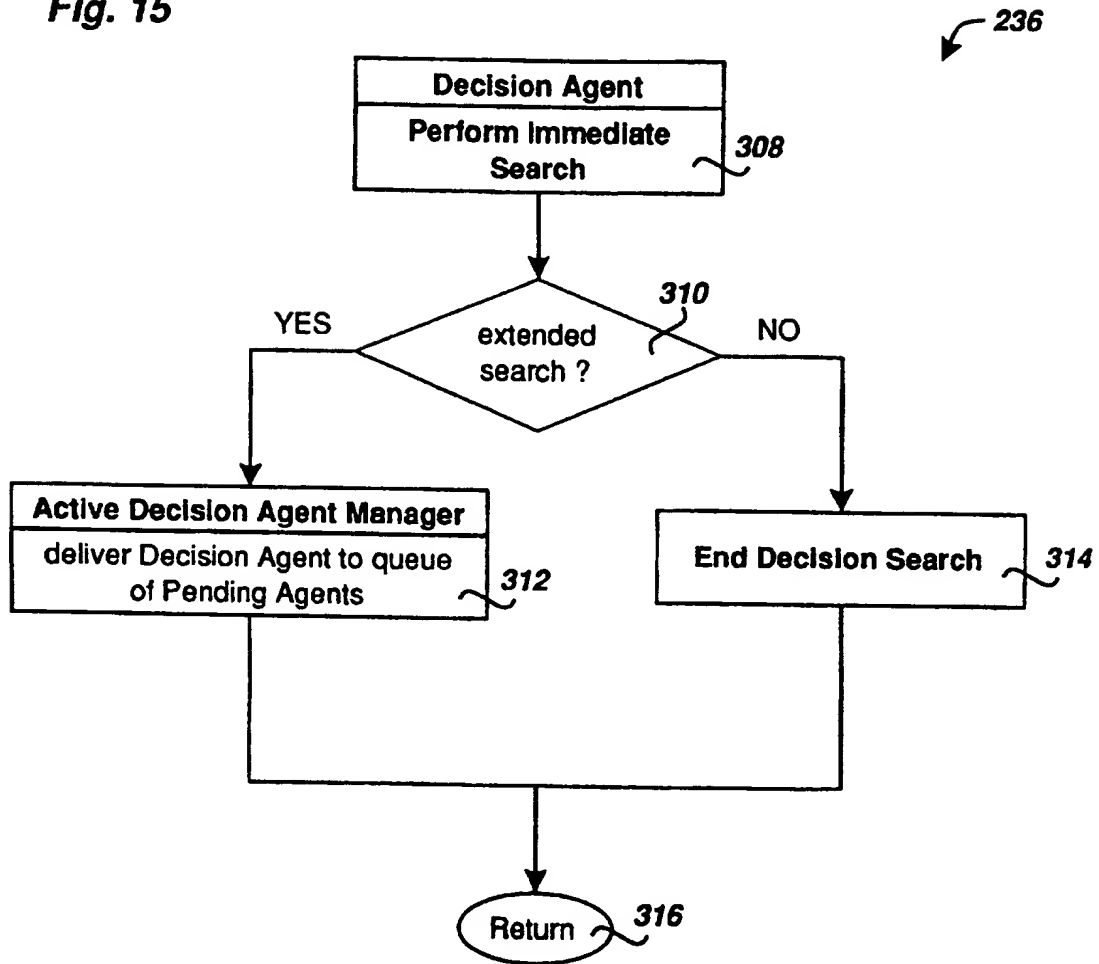 Fig. 15
236
Decision Agent
Perform Immediate
Search
308
310
YES
extended
search ?
NO
Active Decision Agent Manager
deliver Decision Agent to queue
of Pending Agents
312
End Decision Search
314
Return
316